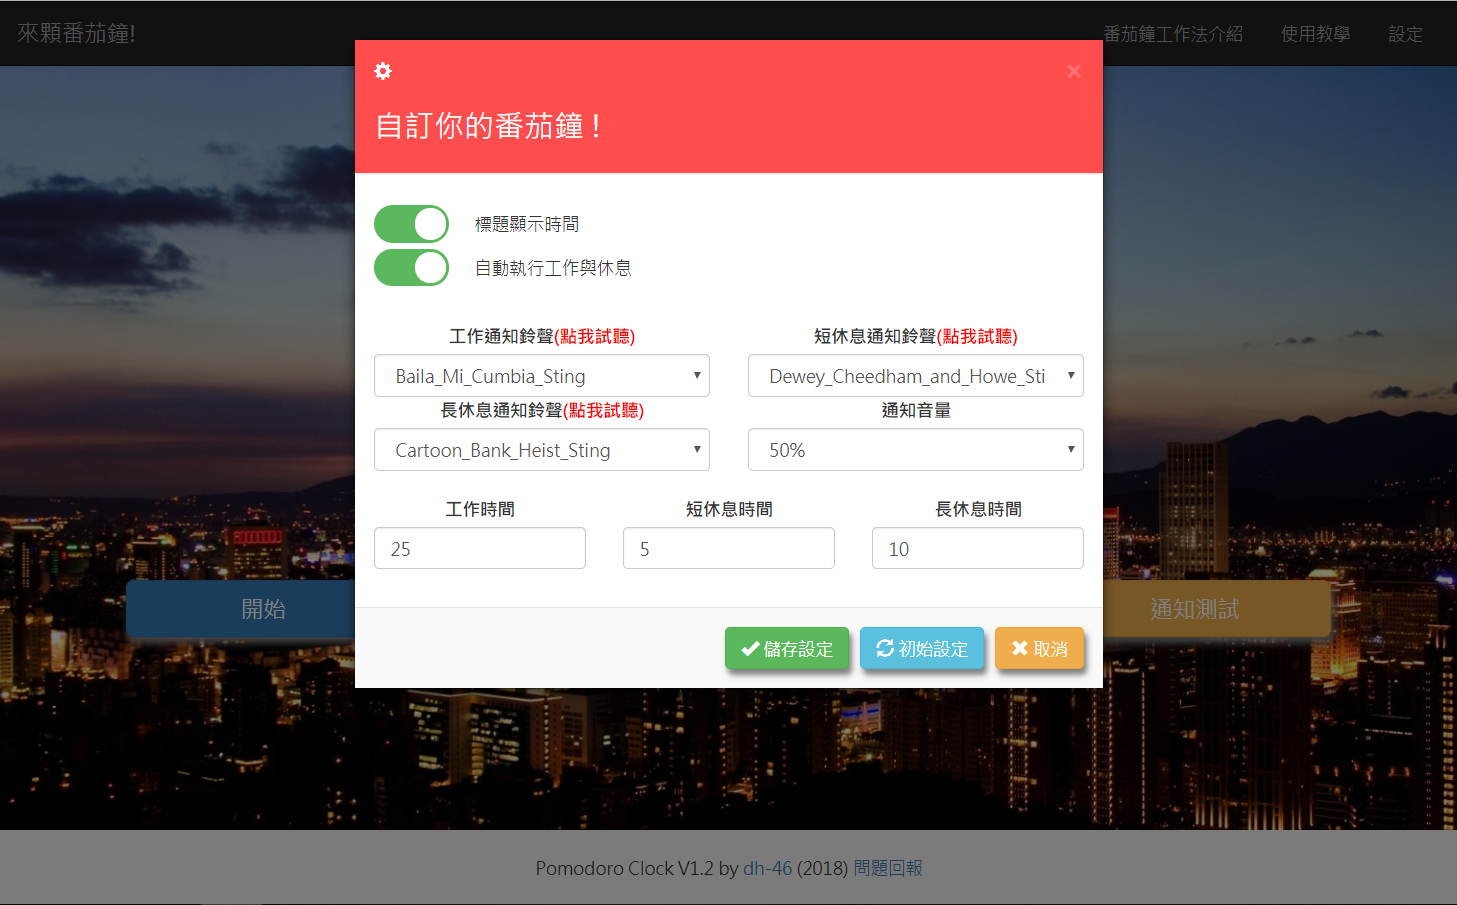 來顆番茄鐘!
番茄鐘工作法介紹 使用教學 設定
×
自訂你的番茄鐘！
標題顯示時間
自動執行工作與休息
工作通知鈴聲(點我試聽) 短休息通知鈴聲(點我試聽)
Baila_Mi_Cumbia_Sting Dewey_Cheedham_and_Howe_Sti
長休息通知鈴聲(點我試聽) 通知音量
Cartoon_Bank_Heist_Sting 50%
工作時間 短休息時間 長休息時間
25 5 10
開始 通知測試
儲存設定 初始設定 取消
Pomodoro Clock V1.2 by dh-46 (2018) 問題回報